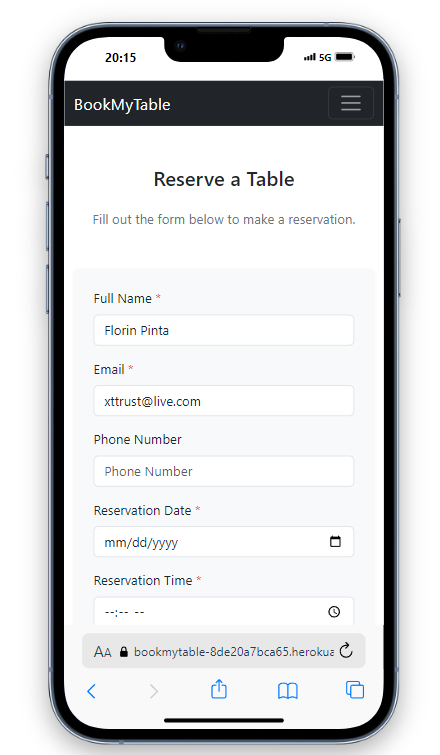 20:15
5G
BookMyTable
Reserve a Table
Fill out the form below to make a reservation.
Full Name *
Florin Pinta
Email *
xttrust@live.com
Phone Number
Phone Number
Reservation Date *
mm/dd/yyyy
Reservation Time *
--:-- --
AA bookmytable-8de20a7bca65.herokua